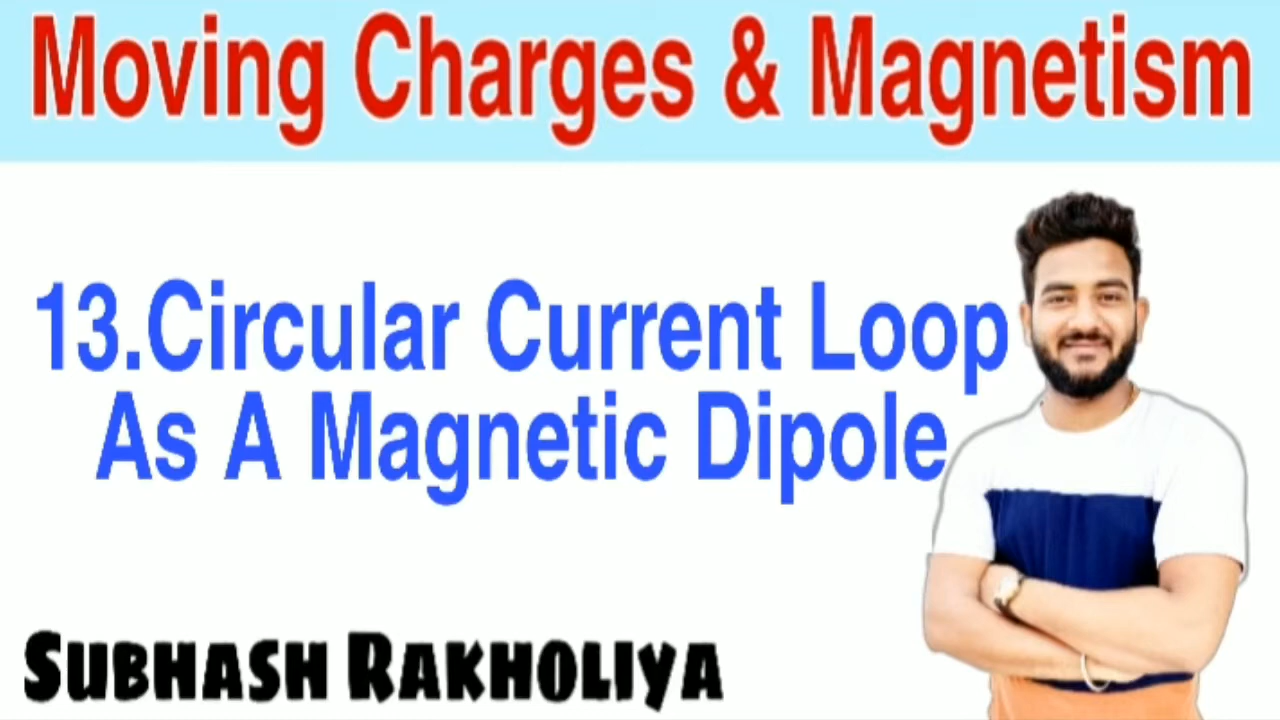 Moving Charges & Magnetism
13.Circular Current Loop
As A Magnetic Dipole
Subhash Rakholiya